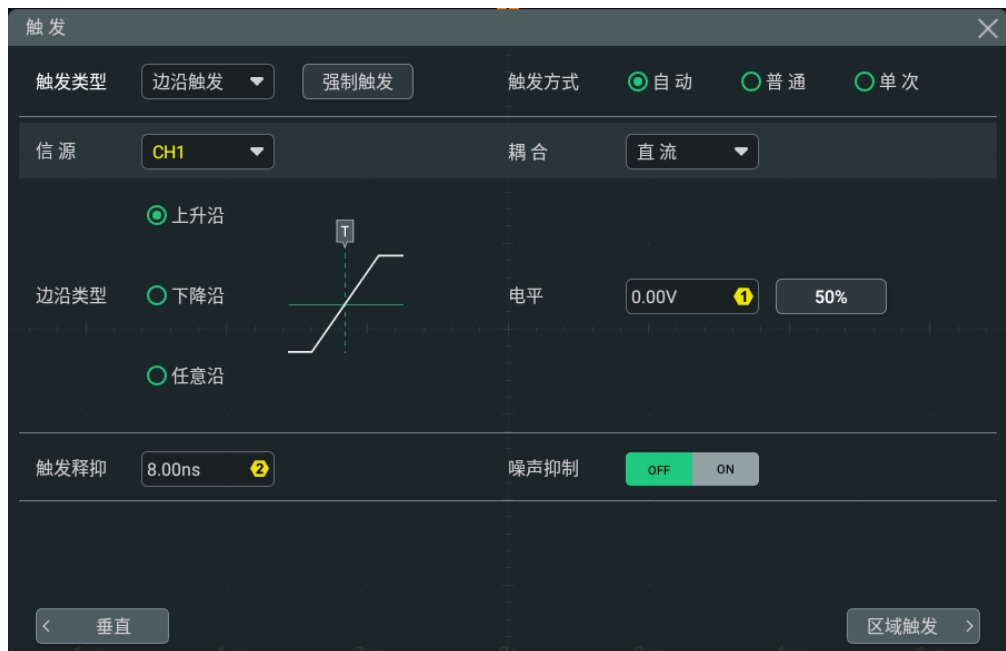 触发
触发类型 边沿触发 强制触发 触发方式 自动 普通 单次
信源 CH1 耦合 直流
上升沿
T
边沿类型 下降沿 电平 0.00V 1 50%
任意沿
触发释抑 8.00ns 2 噪声抑制 OFF ON
< 垂直 区域触发 >